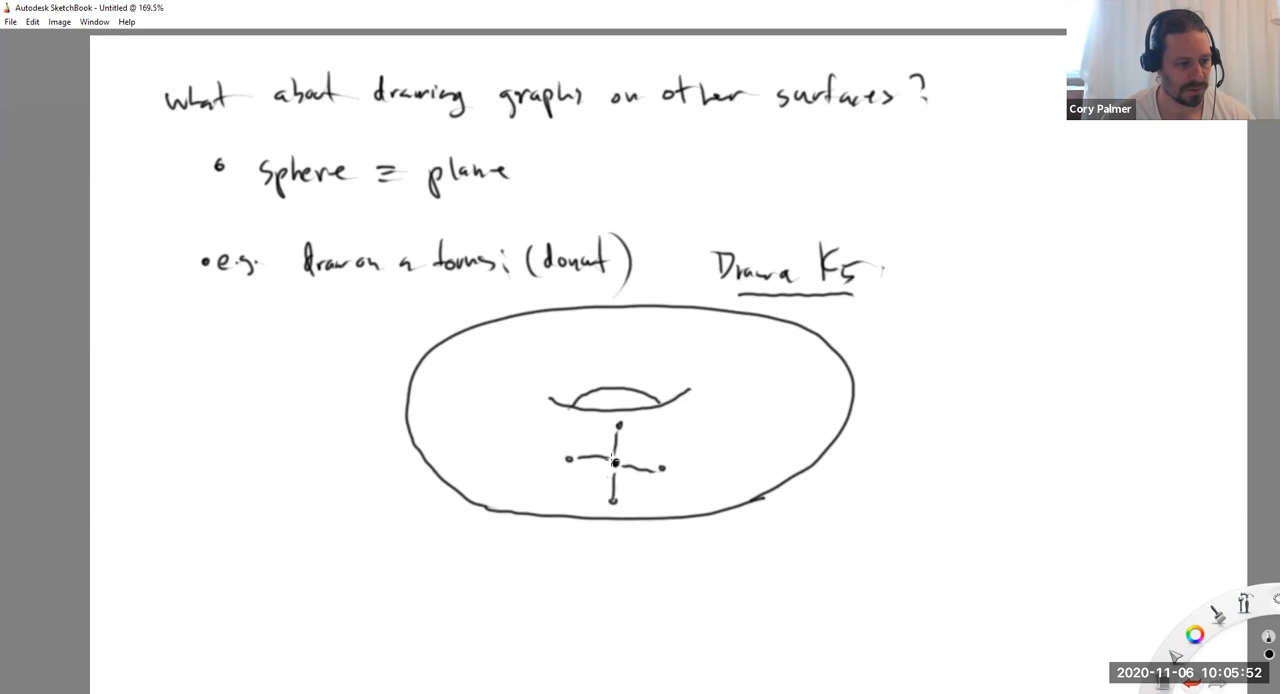 Autodesk SketchBook - Untitled @ 169.5%
File Edit Image Window Help
What about drawing graphs on other surfaces?
Cory Palmer
• sphere ≡ plane
• e.g. draw on a torus: (donut) Draw a K5
2020-11-06 10:05:52